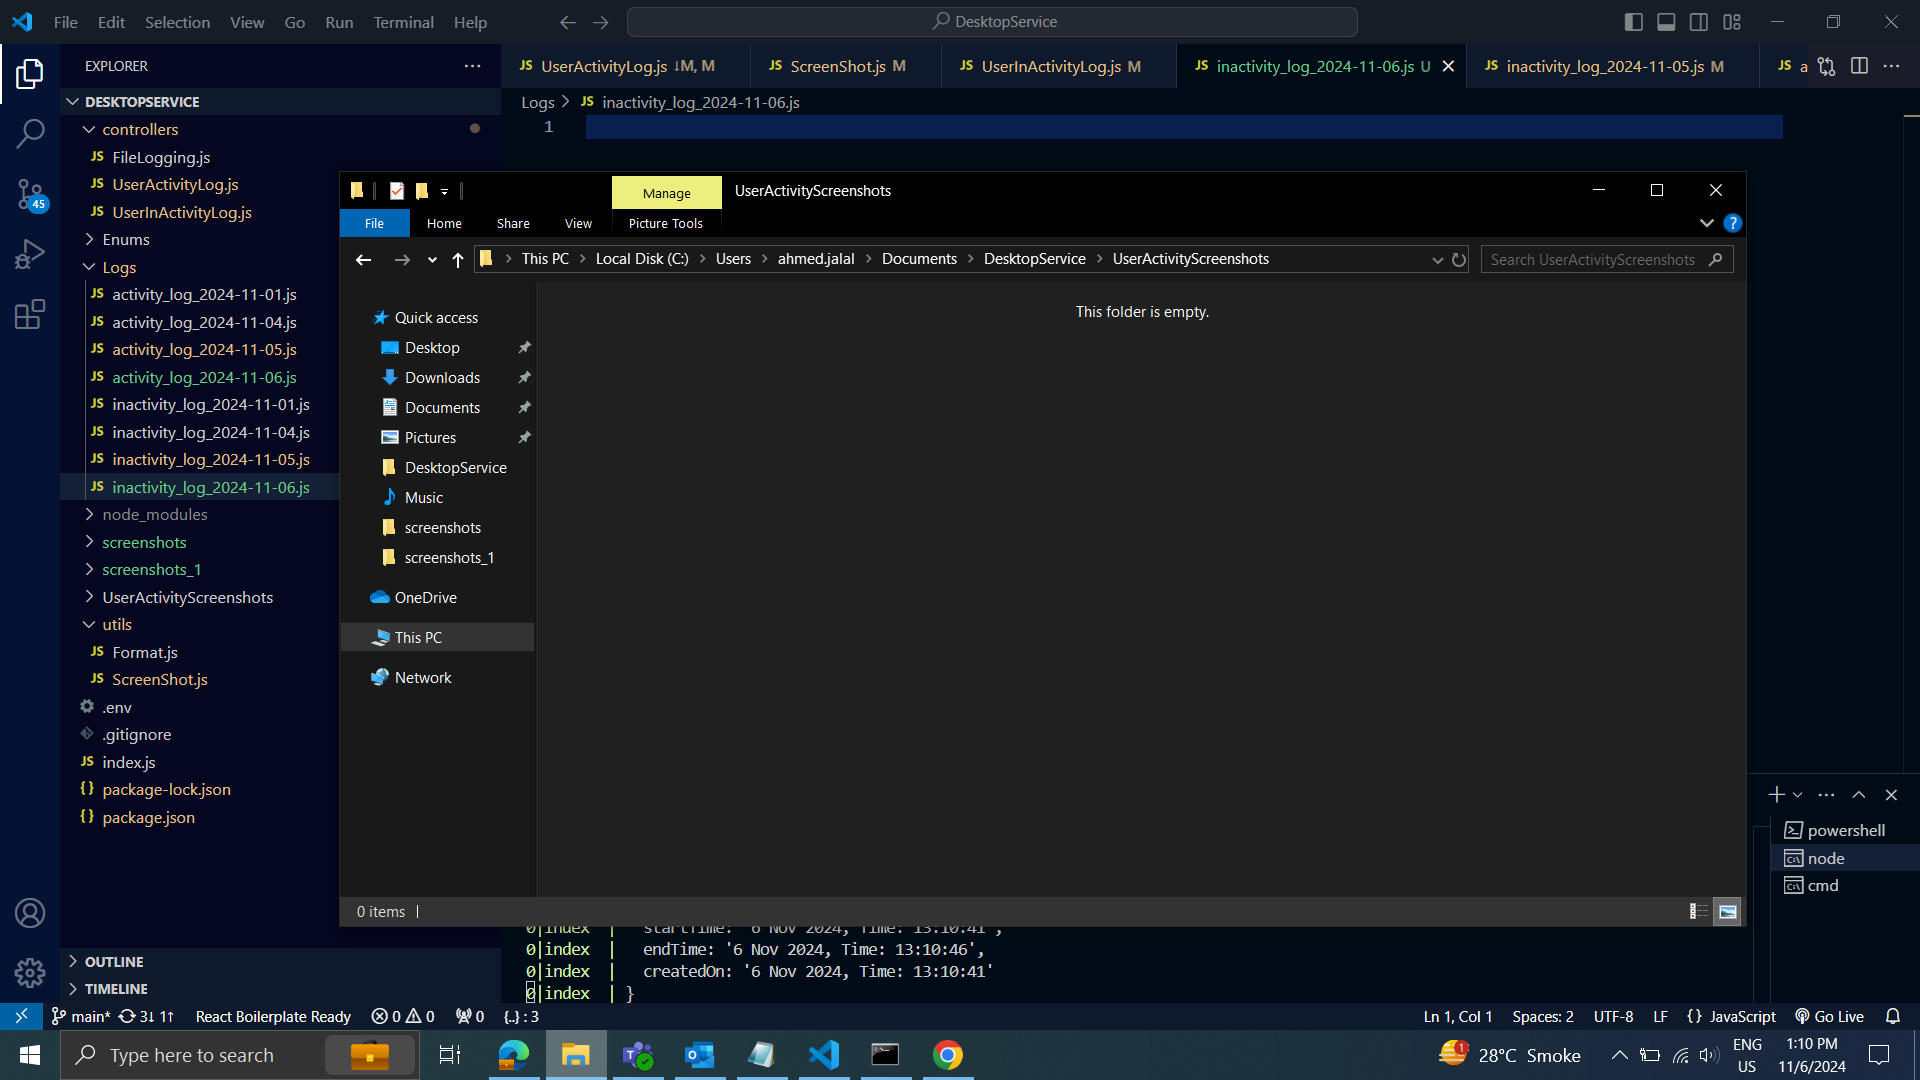 File Edit Selection View Go Run Terminal Help
DesktopService
EXPLORER
JS UserActivityLog.js ↓M, M
JS ScreenShot.js M
JS UserInActivityLog.js M
JS inactivity_log_2024-11-06.js U
JS inactivity_log_2024-11-05.js M
JS a
DESKTOPSERVICE
Logs > JS inactivity_log_2024-11-06.js
1
controllers
JS FileLogging.js
JS UserActivityLog.js
JS UserInActivityLog.js
Enums
Logs
JS activity_log_2024-11-01.js
JS activity_log_2024-11-04.js
JS activity_log_2024-11-05.js
JS activity_log_2024-11-06.js
JS inactivity_log_2024-11-01.js
JS inactivity_log_2024-11-04.js
JS inactivity_log_2024-11-05.js
JS inactivity_log_2024-11-06.js
node_modules
screenshots
screenshots_1
UserActivityScreenshots
utils
JS Format.js
JS ScreenShot.js
.env
.gitignore
JS index.js
{} package-lock.json
{} package.json
45
OUTLINE
TIMELINE
Manage
UserActivityScreenshots
File Home Share View Picture Tools
?
This PC > Local Disk (C:) > Users > ahmed.jalal > Documents > DesktopService > UserActivityScreenshots
Search UserActivityScreenshots
This folder is empty.
Quick access
Desktop
Downloads
Documents
Pictures
DesktopService
Music
screenshots
screenshots_1
OneDrive
This PC
Network
0 items
powershell
node
cmd
0|index | startTime: '6 Nov 2024, Time: 13:10:41',
0|index | endTime: '6 Nov 2024, Time: 13:10:46',
0|index | createdOn: '6 Nov 2024, Time: 13:10:41'
0|index | }
main* 3↓ 1↑ React Boilerplate Ready 0 0 0 {..} : 3
Ln 1, Col 1 Spaces: 2 UTF-8 LF {} JavaScript Go Live
Type here to search
1
28°C Smoke
ENG
US
1:10 PM
11/6/2024